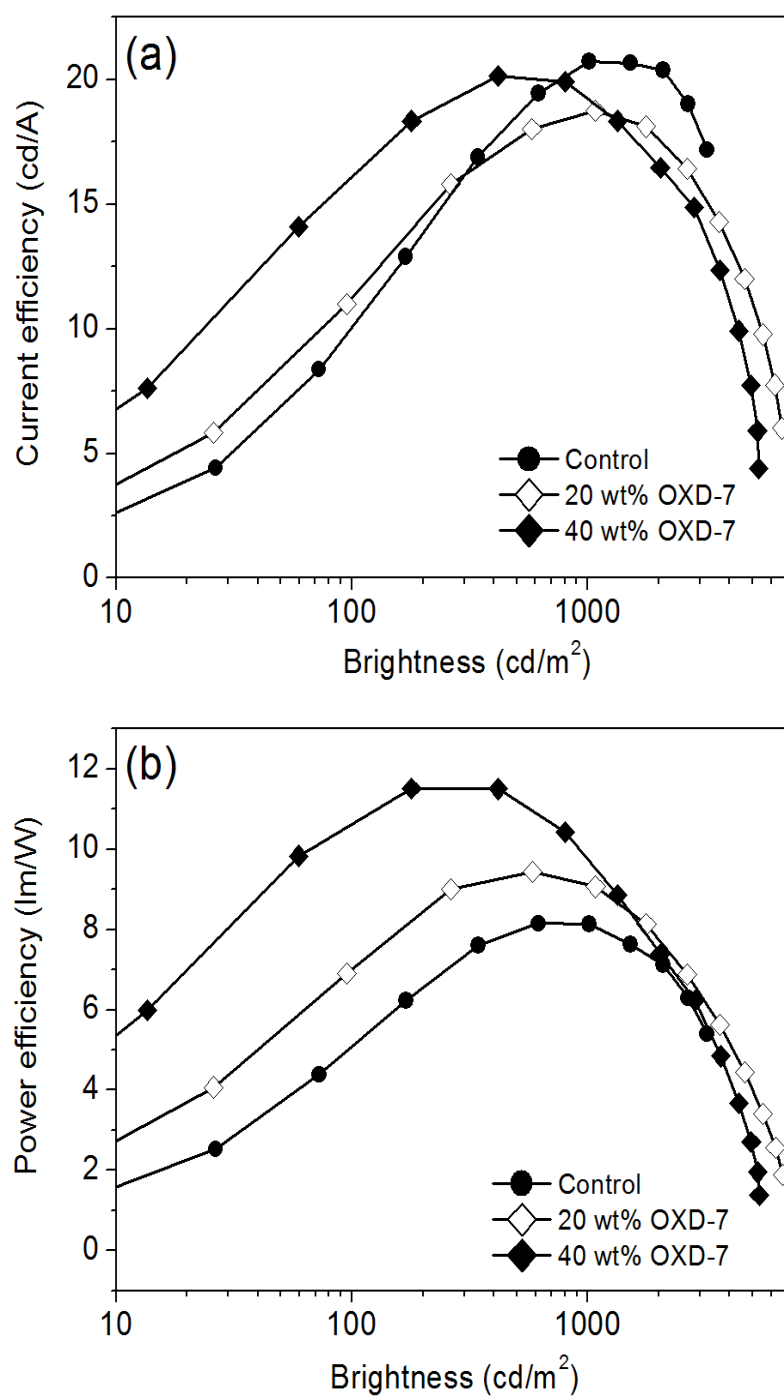 (a)
Current efficiency (cd/A)
20
15
10
5
0
Control
20 wt% OXD-7
40 wt% OXD-7
10
100
1000
Brightness (cd/m²)
(b)
Power efficiency (lm/W)
12
10
8
6
4
2
0
Control
20 wt% OXD-7
40 wt% OXD-7
10
100
1000
Brightness (cd/m²)